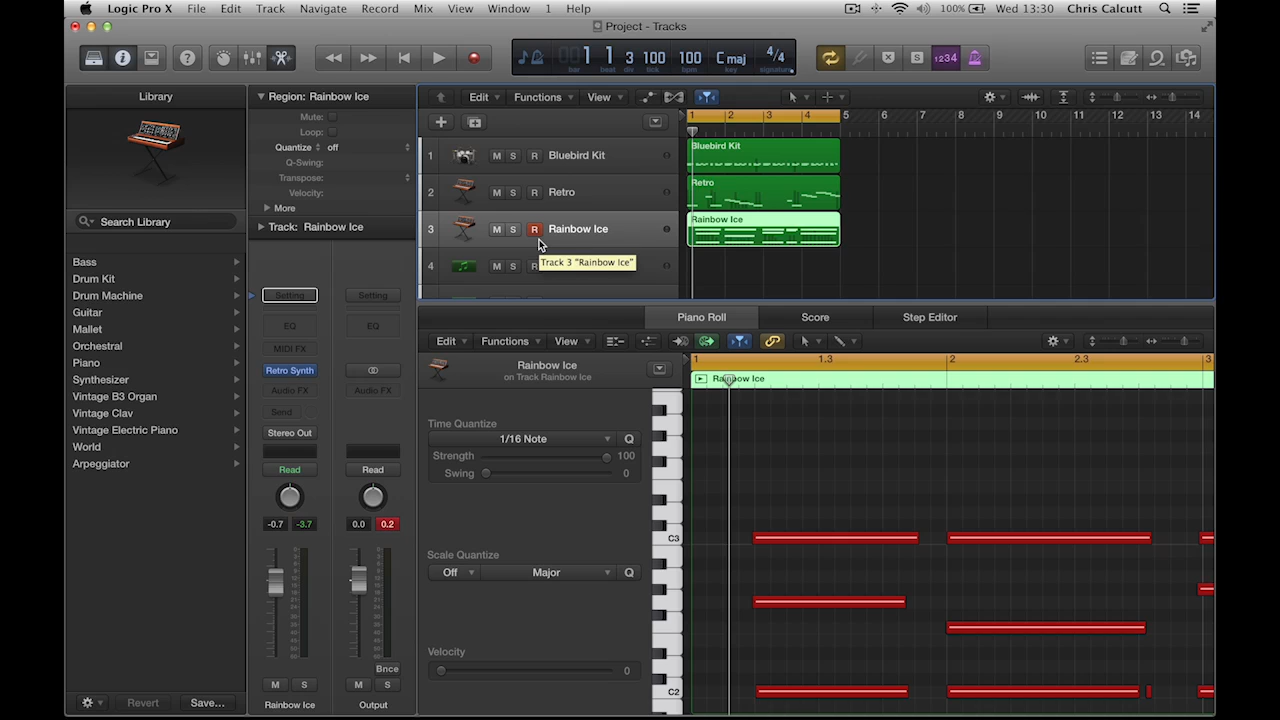 Logic Pro X File Edit Track Navigate Record Mix View Window 1 Help 100% Wed 13:30 Chris Calcutt
Project - Tracks
1 1 3 100 100 C maj 4/4
bar beat tick bpm key signature
1234
Library
Region: Rainbow Ice
Edit Functions View
Mute:
Loop:
Quantize off
Q-Swing:
Transpose:
Velocity:
More
Track: Rainbow Ice
1 2 3 4 5 6 7 8 9 10 11 12 13 14
1 M S R Bluebird Kit
Bluebird Kit
2 M S R Retro
Retro
3 M S R Rainbow Ice
Rainbow Ice
Track 3 "Rainbow Ice"
4 M S R
Search Library
Bass
Drum Kit
Drum Machine
Guitar
Mallet
Orchestral
Piano
Synthesizer
Vintage B3 Organ
Vintage Clav
Vintage Electric Piano
World
Arpeggiator
Revert Save...
Setting Setting
EQ EQ
MIDI FX
Retro Synth
Audio FX Audio FX
Send
Stereo Out
Read Read
-0.7 -3.7 0.0 0.2
Bnce
M S M S
Rainbow Ice Output
Piano Roll Score Step Editor
Edit Functions View
Rainbow Ice
on Track Rainbow Ice
1 1.3 2 2.3 3
Rainbow Ice
Time Quantize
1/16 Note Q
Strength 100
Swing 0
Scale Quantize
Off Major Q
Velocity
0
C3
C2